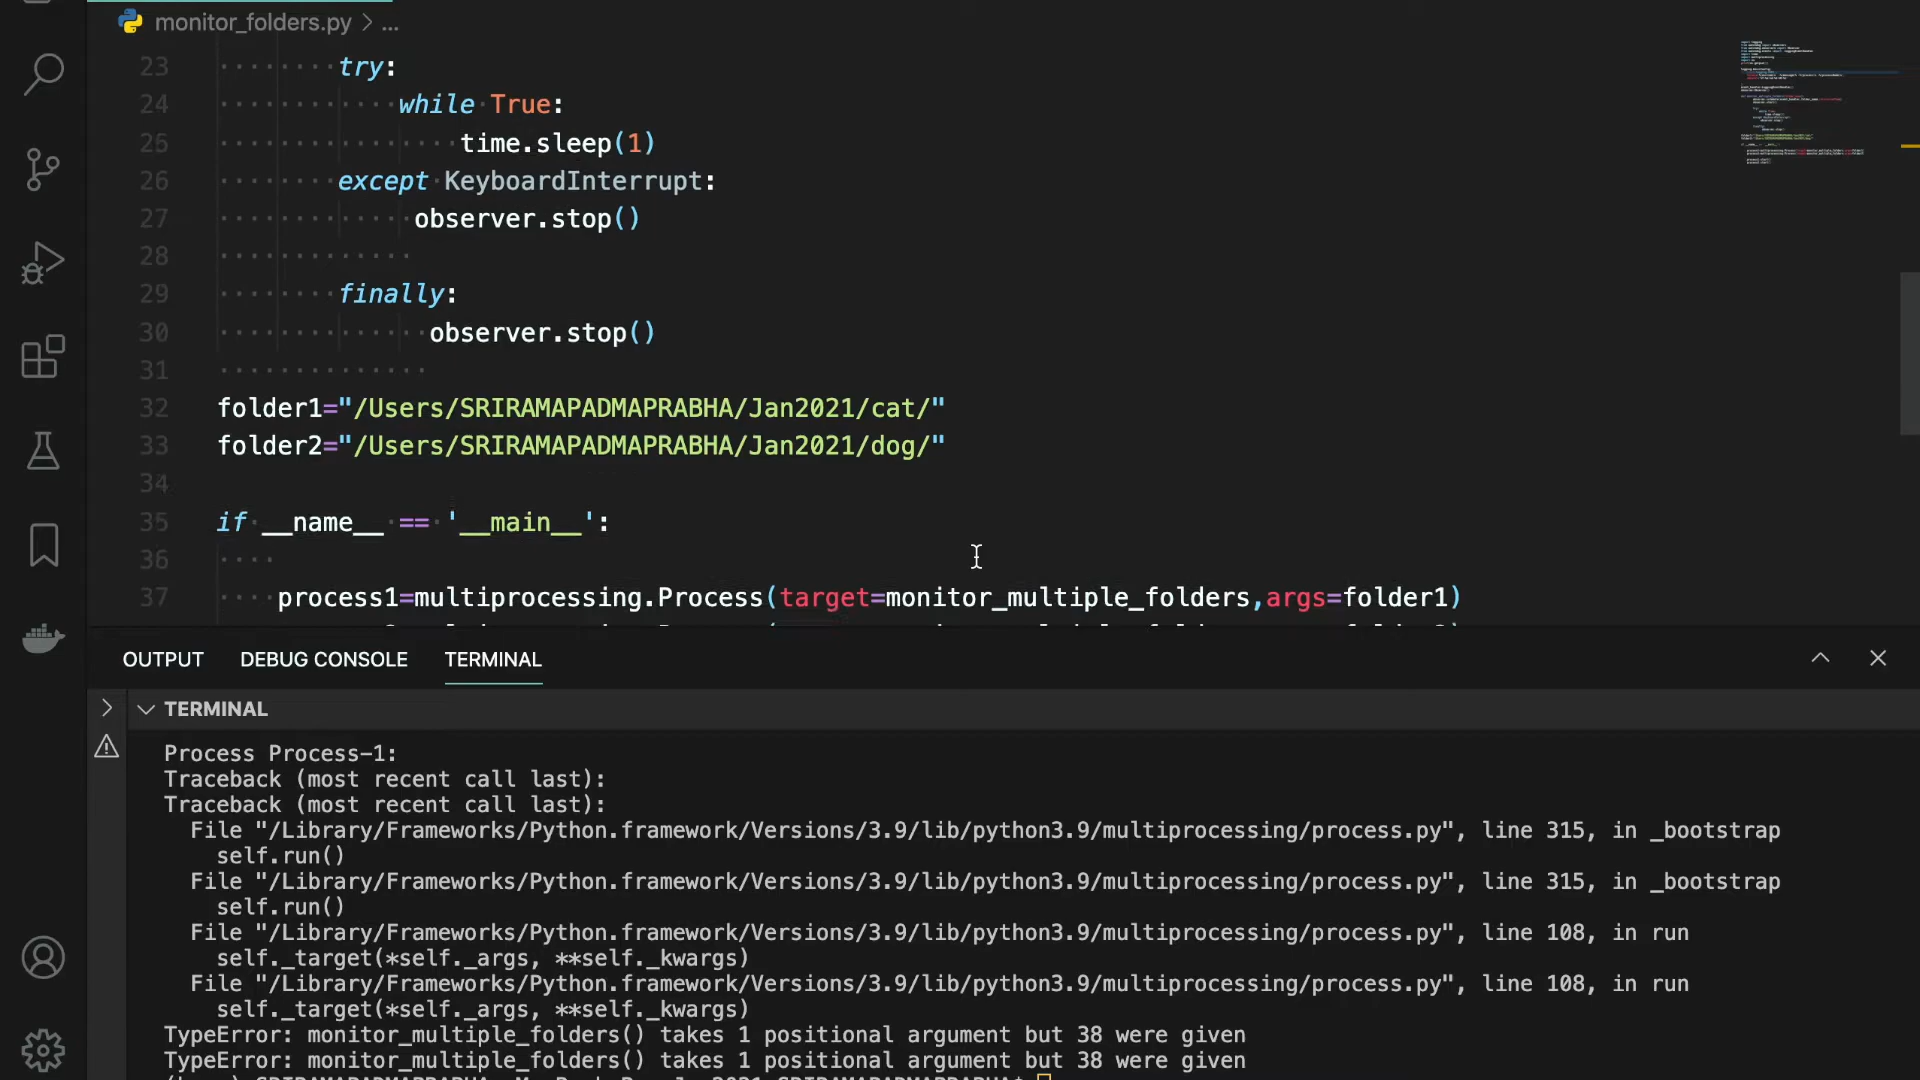 monitor_folders.py > ...
23 try:
24 while True:
25 time.sleep(1)
26 except KeyboardInterrupt:
27 observer.stop()
28
29 finally:
30 observer.stop()
31
32 folder1="/Users/SRIRAMAPADMAPRABHA/Jan2021/cat/"
33 folder2="/Users/SRIRAMAPADMAPRABHA/Jan2021/dog/"
34
35 if __name__ == '__main__':
36
37 process1=multiprocessing.Process(target=monitor_multiple_folders,args=folder1)
OUTPUT DEBUG CONSOLE TERMINAL
TERMINAL
Process Process-1:
Traceback (most recent call last):
Traceback (most recent call last):
File "/Library/Frameworks/Python.framework/Versions/3.9/lib/python3.9/multiprocessing/process.py", line 315, in _bootstrap
self.run()
File "/Library/Frameworks/Python.framework/Versions/3.9/lib/python3.9/multiprocessing/process.py", line 315, in _bootstrap
self.run()
File "/Library/Frameworks/Python.framework/Versions/3.9/lib/python3.9/multiprocessing/process.py", line 108, in run
self._target(*self._args, **self._kwargs)
File "/Library/Frameworks/Python.framework/Versions/3.9/lib/python3.9/multiprocessing/process.py", line 108, in run
self._target(*self._args, **self._kwargs)
TypeError: monitor_multiple_folders() takes 1 positional argument but 38 were given
TypeError: monitor_multiple_folders() takes 1 positional argument but 38 were given